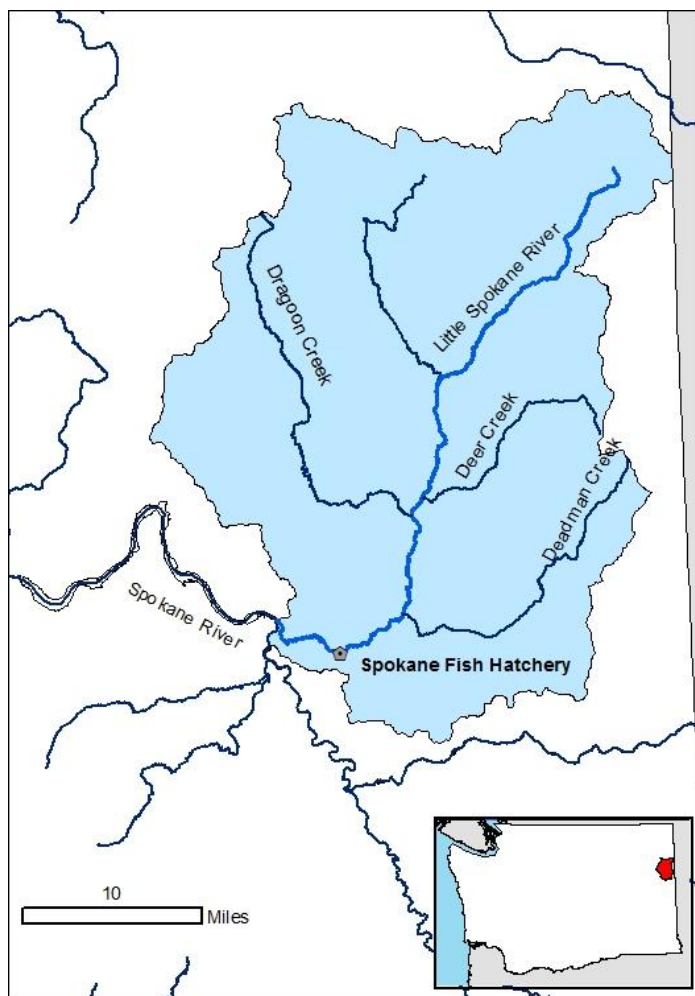 Little Spokane River
Dragoon Creek
Deer Creek
Deadman Creek
Spokane River
Spokane Fish Hatchery
10
Miles